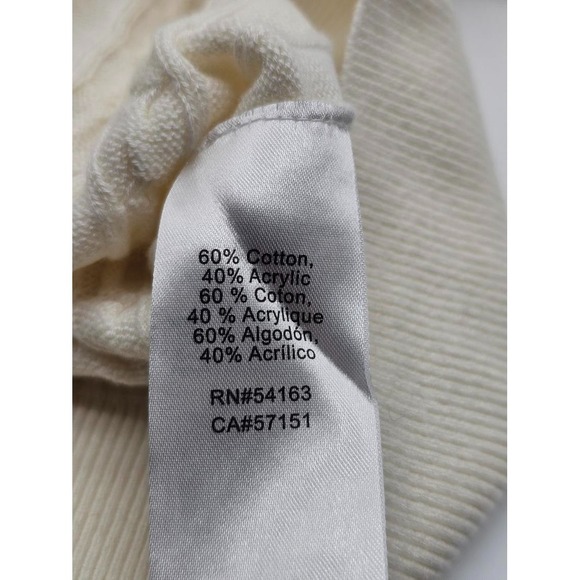 60% Cotton,
40% Acrylic
60 % Coton,
40 % Acrylique
60% Algodón,
40% Acrílico
RN#54163
CA#57151